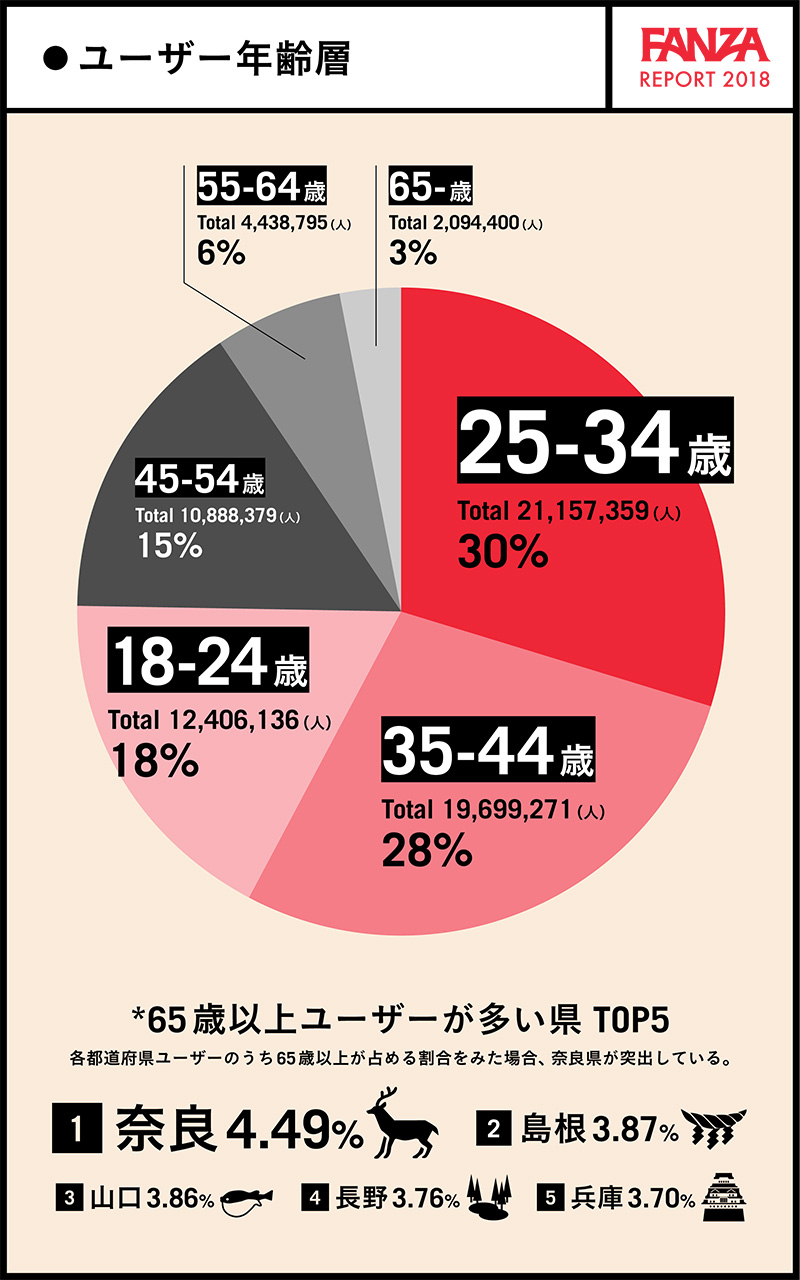 ● ユーザー年齢層
FANZA
REPORT 2018
55-64歳
Total 4,438,795(人)
6%
65-歳
Total 2,094,400(人)
3%
25-34歳
Total 21,157,359(人)
30%
45-54歳
Total 10,888,379(人)
15%
18-24歳
Total 12,406,136(人)
18%
35-44歳
Total 19,699,271(人)
28%
*65歳以上ユーザーが多い県 TOP5
各都道府県ユーザーのうち65歳以上が占める割合をみた場合、奈良県が突出している。
1 奈良 4.49%
2 島根 3.87%
3 山口 3.86%
4 長野 3.76%
5 兵庫 3.70%